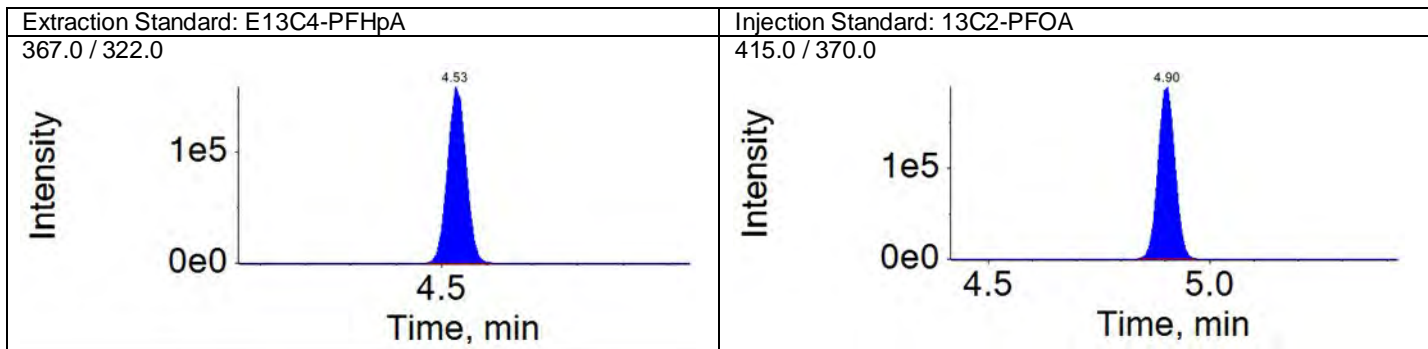 Extraction Standard: E13C4-PFHpA
367.0 / 322.0
4.53
Intensity
1e5
0e0
4.5
Time, min
Injection Standard: 13C2-PFOA
415.0 / 370.0
4.90
Intensity
1e5
0e0
4.5 5.0
Time, min